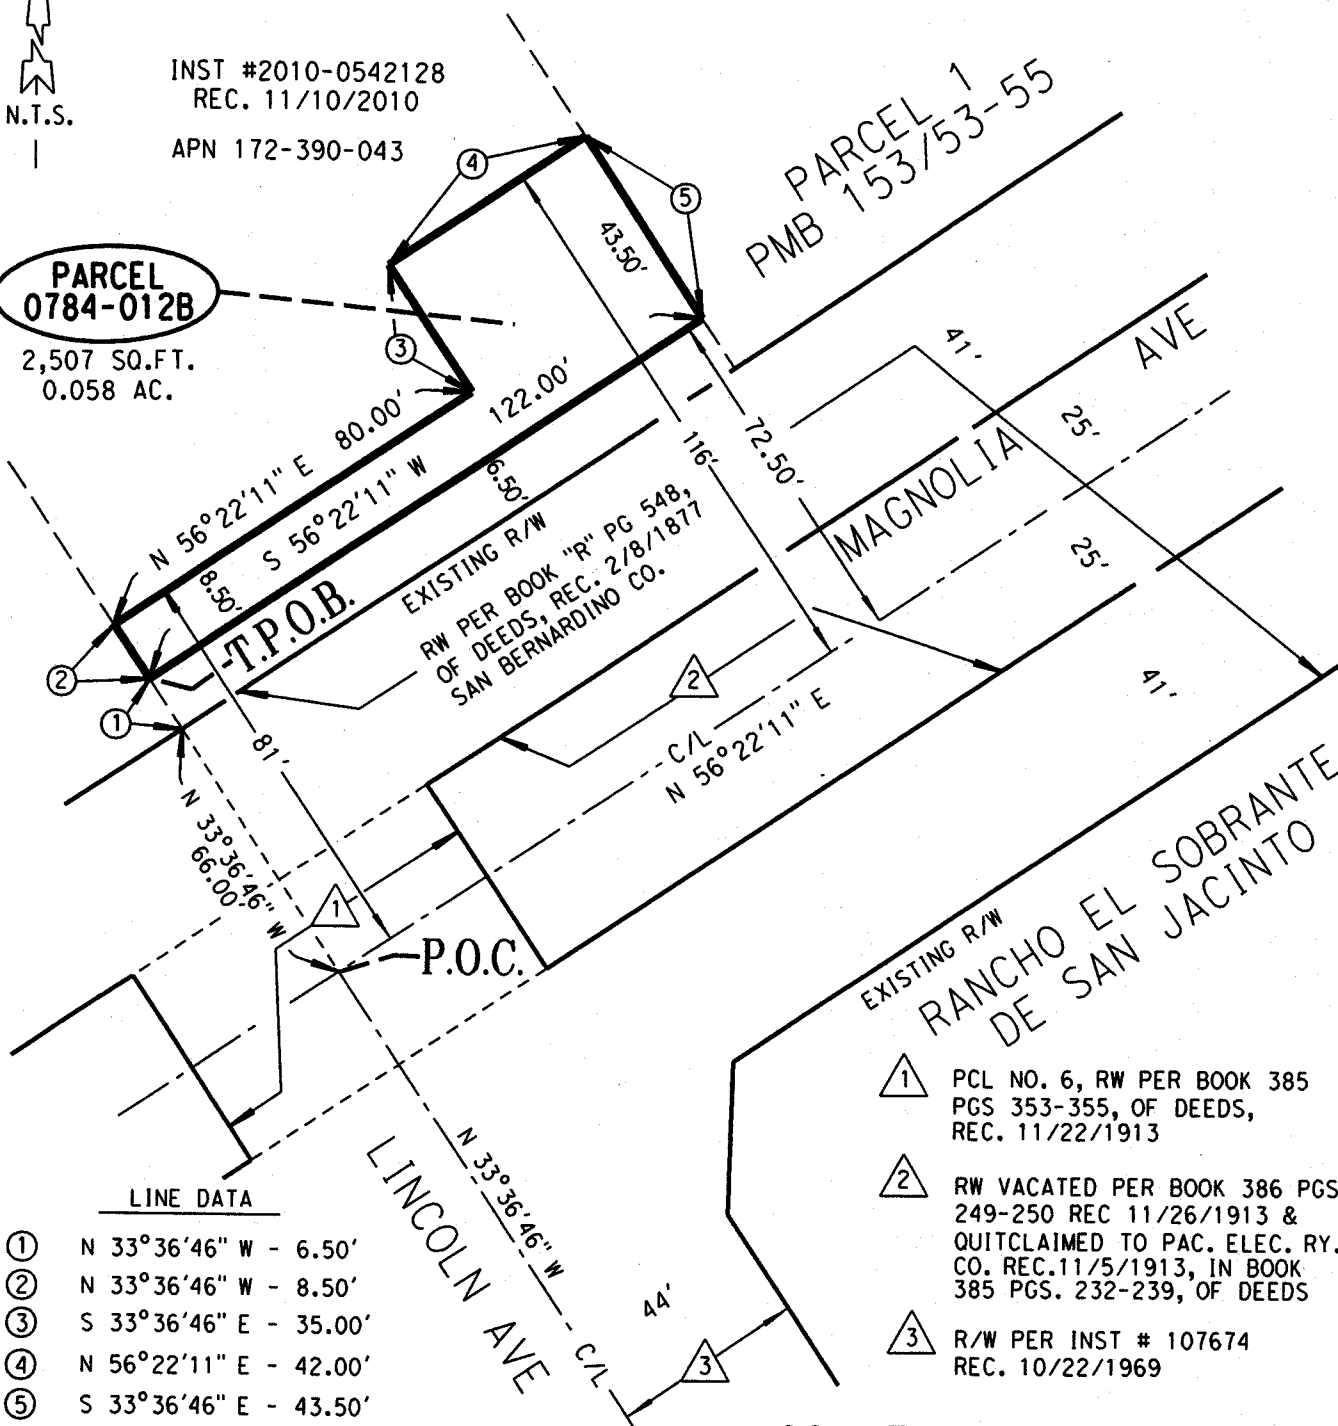 N.T.S.
INST #2010-0542128
REC. 11/10/2010
APN 172-390-043
PARCEL 1
PMB 153/53-55
4
5
43.50'
PARCEL
0784-012B
2,507 SQ.FT.
0.058 AC.
3
N 56°22'11" E 80.00'
S 56°22'11" W 122.00'
8.50'
6.50'
T.P.O.B.
EXISTING R/W
RW PER BOOK "R" PG 548,
OF DEEDS, REC. 2/8/1877
SAN BERNARDINO CO.
116'
72.50'
MAGNOLIA AVE
41'
25'
25'
41'
2
1
81'
N 33°36'46" W
66.00'
1
2
C/L
N 56°22'11" E
P.O.C.
EXISTING R/W
RANCHO EL SOBRANTE
DE SAN JACINTO
LINCOLN AVE
N 33°36'46" W
C/L
44'
3
LINE DATA
1 N 33°36'46" W - 6.50'
2 N 33°36'46" W - 8.50'
3 S 33°36'46" E - 35.00'
4 N 56°22'11" E - 42.00'
5 S 33°36'46" E - 43.50'
1 PCL NO. 6, RW PER BOOK 385
PGS 353-355, OF DEEDS,
REC. 11/22/1913
2 RW VACATED PER BOOK 386 PGS
249-250 REC 11/26/1913 &
QUITCLAIMED TO PAC. ELEC. RY.
CO. REC.11/5/1913, IN BOOK
385 PGS. 232-239, OF DEEDS
3 R/W PER INST # 107674
REC. 10/22/1969